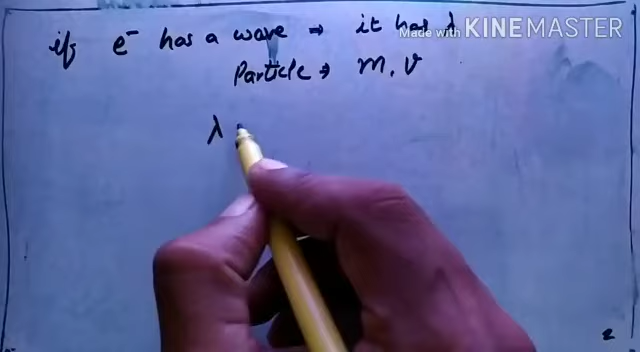 if e⁻ has a wave ⇒ it has λ
Made with KINEMASTER
Particle ⇒ m, v
λ
2